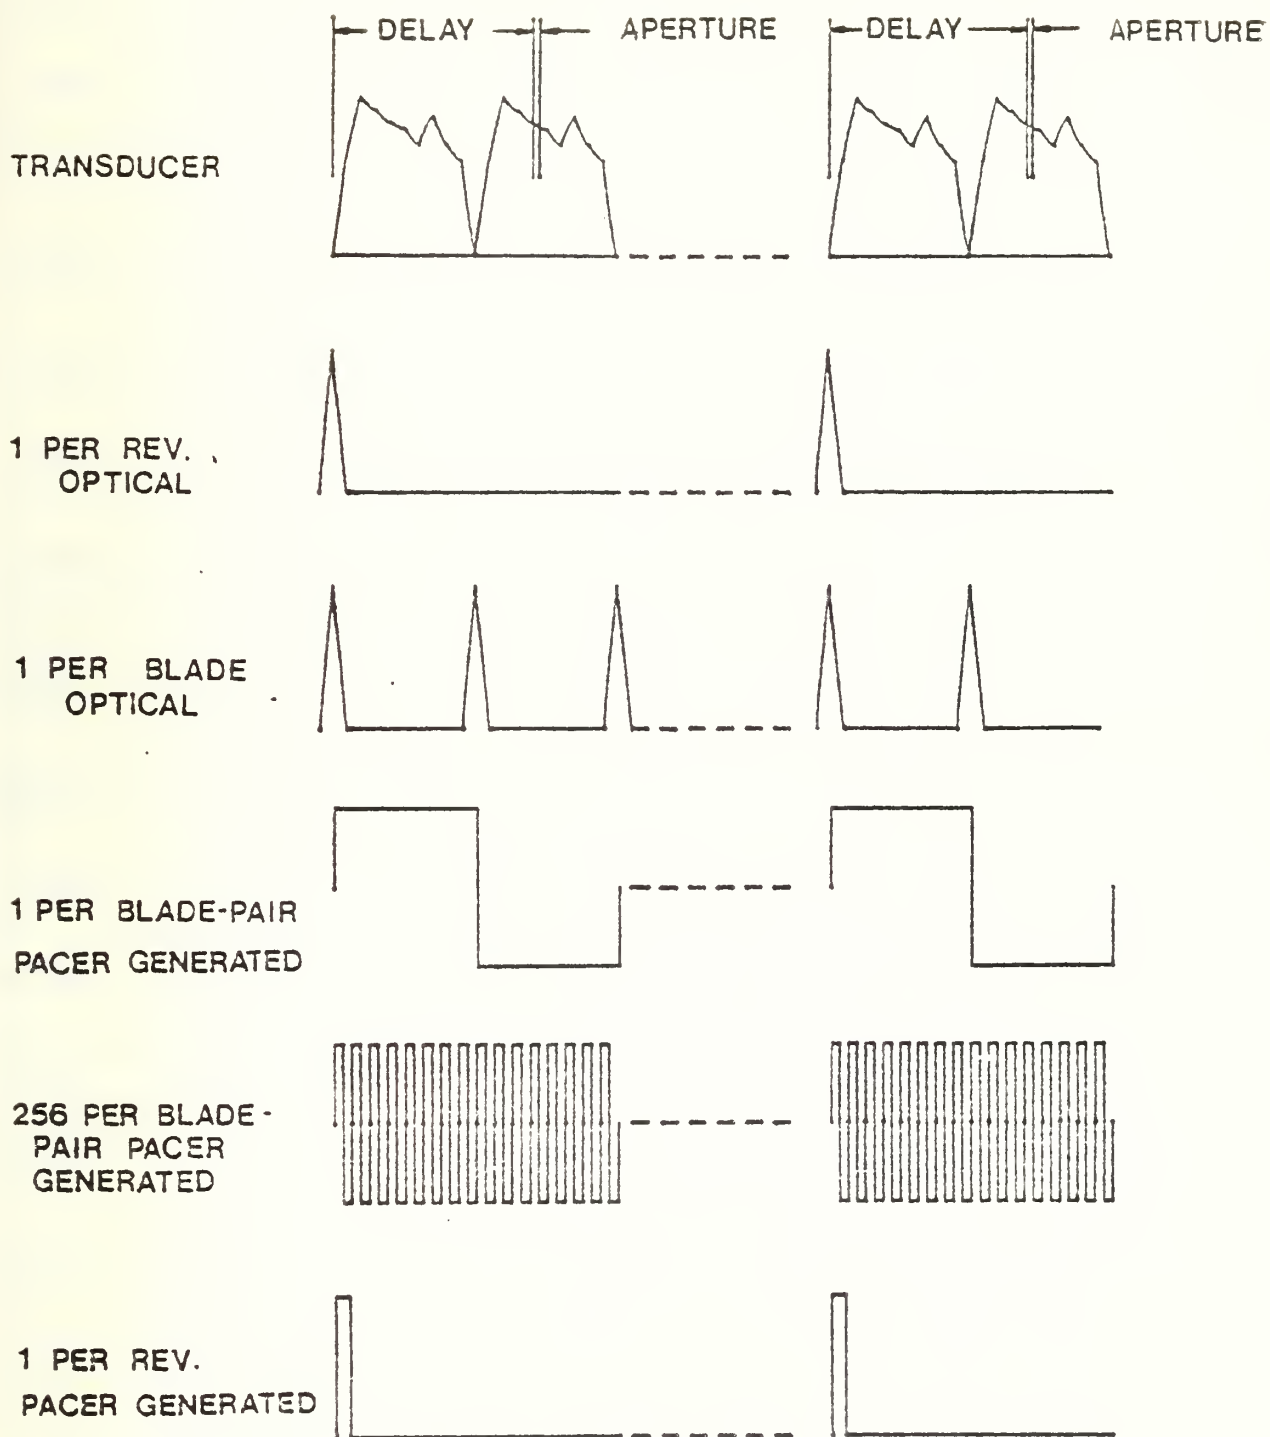 DELAY APERTURE DELAY APERTURE
TRANSDUCER
1 PER REV.
OPTICAL
1 PER BLADE
OPTICAL
1 PER BLADE-PAIR
PACER GENERATED
256 PER BLADE-
PAIR PACER
GENERATED
1 PER REV.
PACER GENERATED